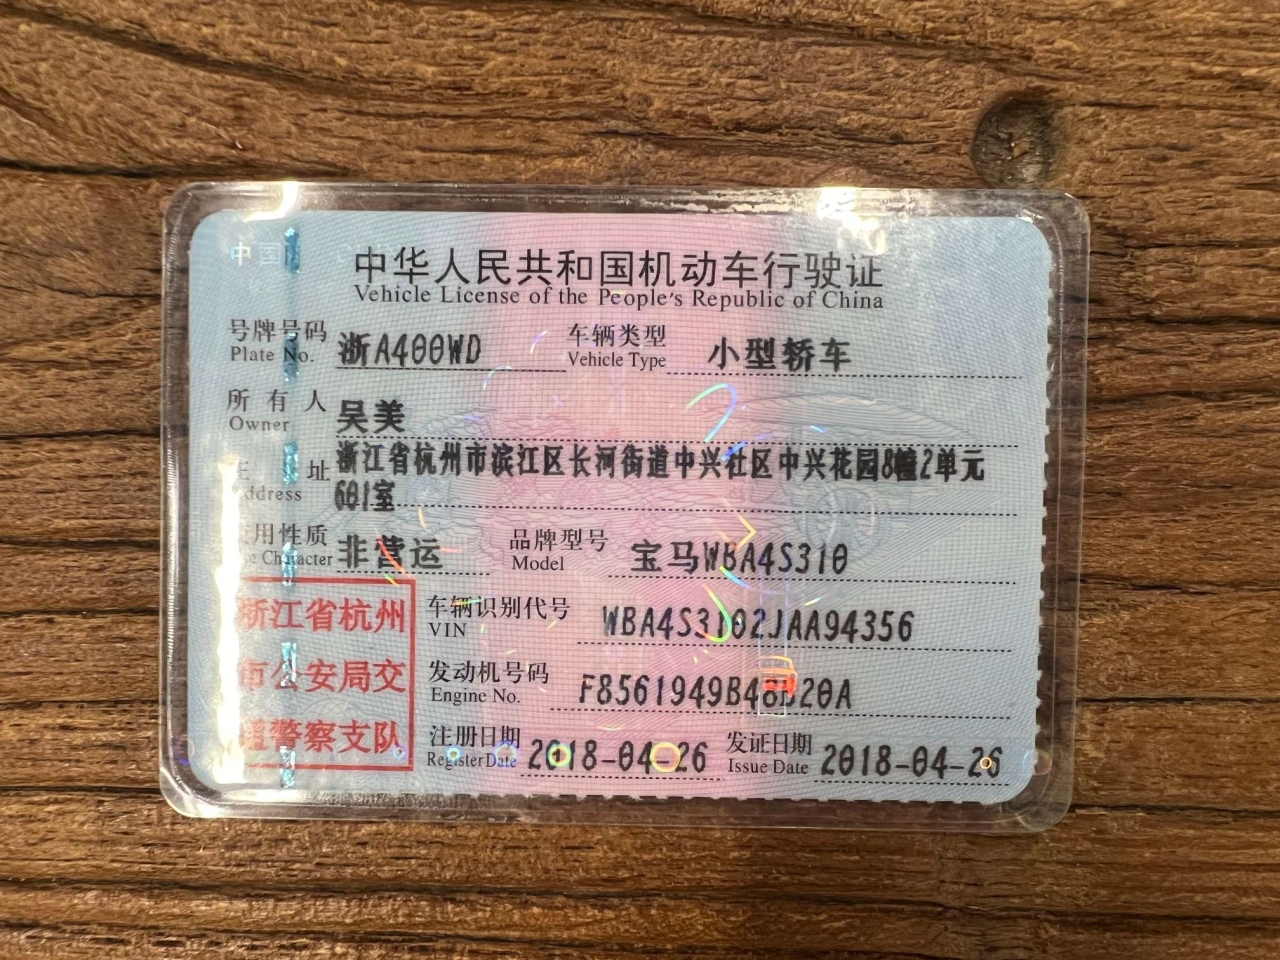 中国
中华人民共和国机动车行驶证
Vehicle License of the People's Republic of China
号牌号码 浙A400WD 车辆类型 小型轿车
Plate No. Vehicle Type
所有人 吴美
Owner
址 浙江省杭州市滨江区长河街道中兴社区中兴花园8幢2单元
Address 601室
用性质 非营运 品牌型号 宝马WBA4S310
Character Model
浙江省杭州 车辆识别代号 WBA4S3102JAA94356
VIN
市公安局交 发动机号码 F8561949B48B20A
Engine No.
警察支队 注册日期 2018-04-26 发证日期 2018-04-26
Register Date Issue Date